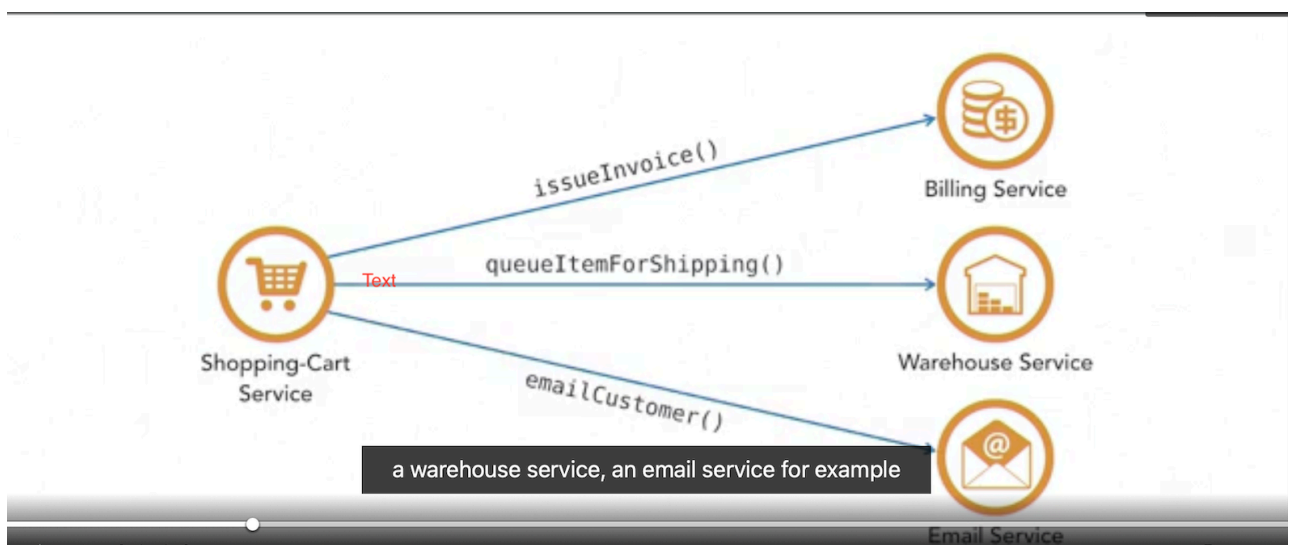 issueInvoice()
Billing Service
queueItemForShipping()
Text
Shopping-Cart
Service
Warehouse Service
emailCustomer()
a warehouse service, an email service for example
Email Service